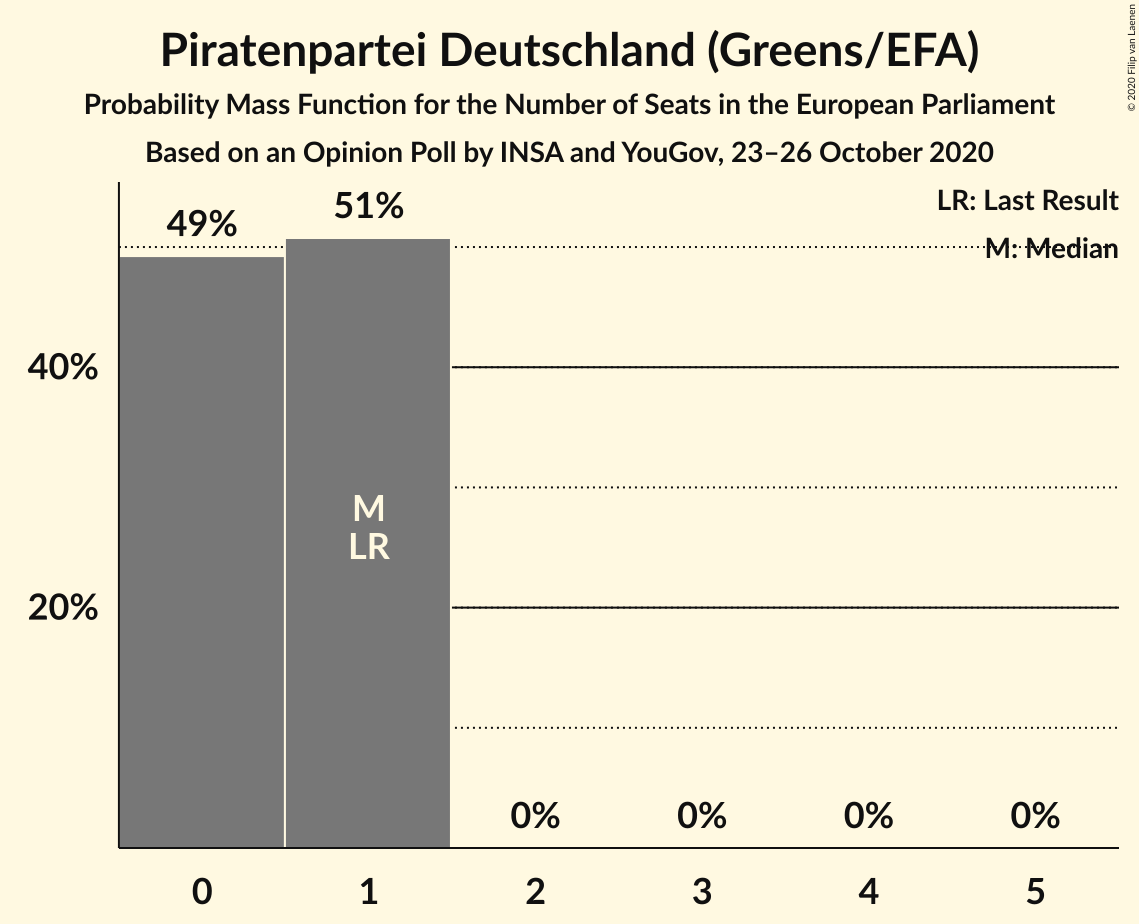 Piratenpartei Deutschland (Greens/EFA)
Probability Mass Function for the Number of Seats in the European Parliament
Based on an Opinion Poll by INSA and YouGov, 23–26 October 2020
© 2020 Filip van Laenen
LR: Last Result
M: Median
49%
51%
40%
20%
M
LR
0%
0%
0%
0%
0
1
2
3
4
5